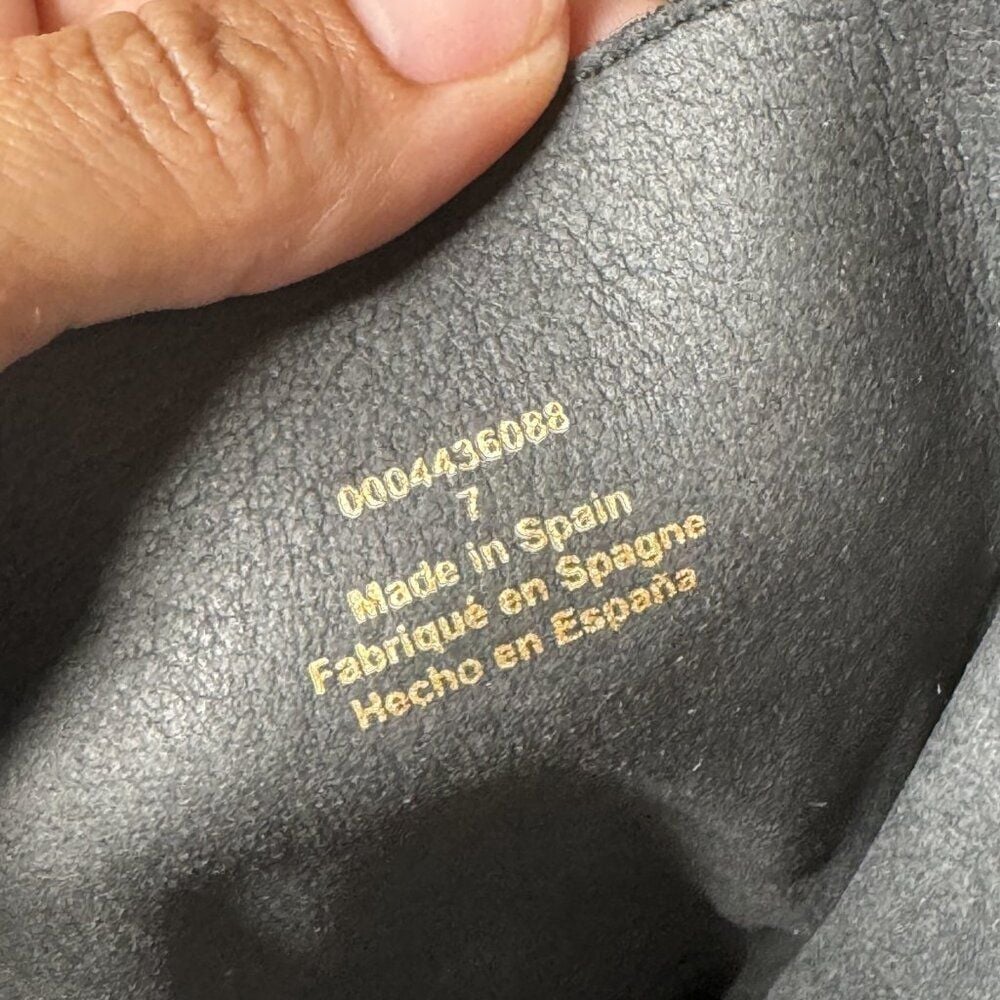 0004436088
7
Made in Spain
Fabriqué en Spagne
Hecho en España